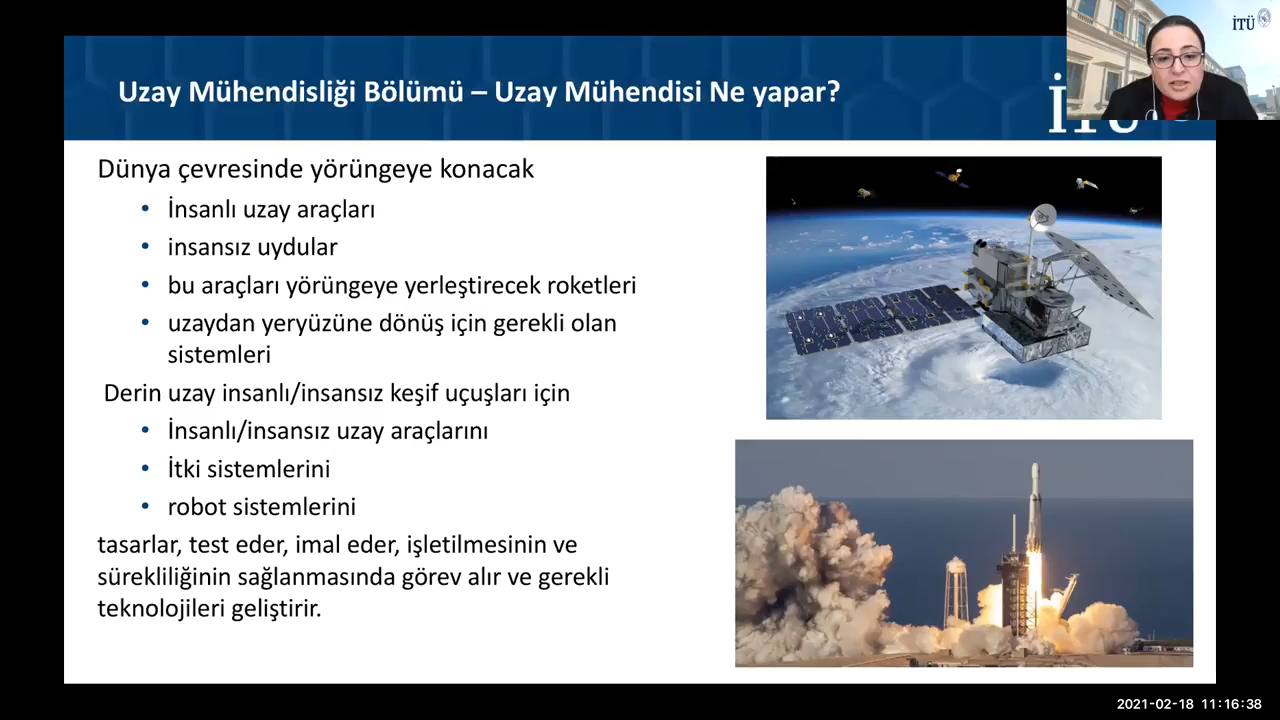 İTÜ
Uzay Mühendisliği Bölümü – Uzay Mühendisi Ne yapar?
Dünya çevresinde yörüngeye konacak
• İnsanlı uzay araçları
• insansız uydular
• bu araçları yörüngeye yerleştirecek roketleri
• uzaydan yeryüzüne dönüş için gerekli olan
sistemleri
Derin uzay insanlı/insansız keşif uçuşları için
• İnsanlı/insansız uzay araçlarını
• İtki sistemlerini
• robot sistemlerini
tasarlar, test eder, imal eder, işletilmesinin ve
sürekliliğinin sağlanmasında görev alır ve gerekli
teknolojileri geliştirir.
2021-02-18 11:16:38